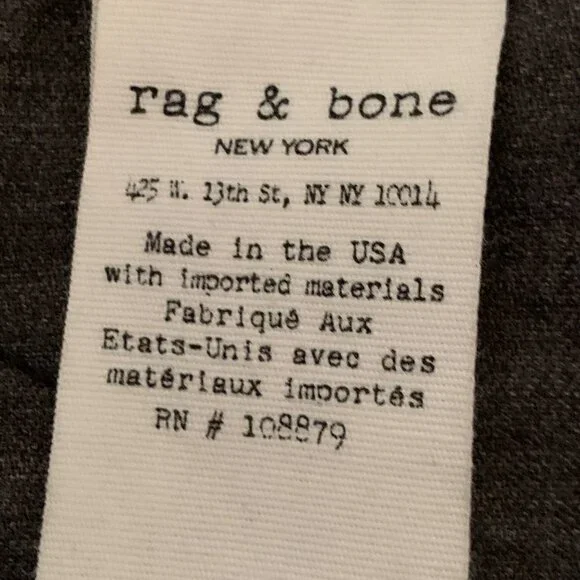 rag & bone
NEW YORK
425 W. 13th St, NY NY 10014
Made in the USA
with imported materials
Fabriqué Aux
Etats-Unis avec des
matériaux importés
RN # 108879